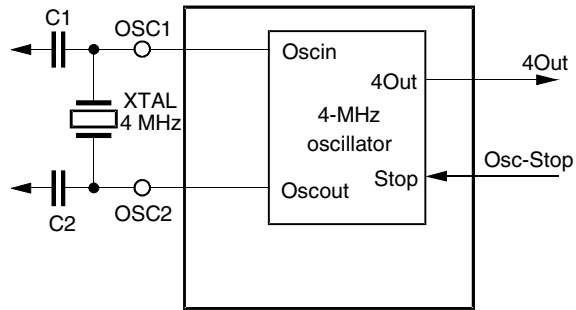 C1
OSC1
Oscin
4Out
4Out
XTAL
4 MHz
4-MHz
oscillator
Osc-Stop
Stop
Oscout
C2
OSC2